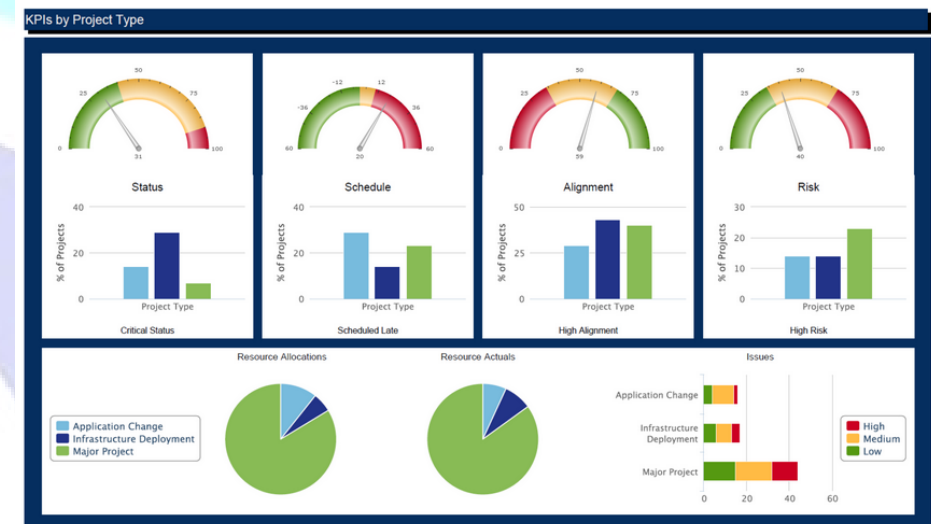 KPIs by Project Type
50
25
75
0
100
31
Status
-12
12
-36
36
60
60
20
Schedule
50
25
75
0
100
59
Alignment
50
25
75
0
100
40
Risk
40
20
0
% of Projects
Project Type
Critical Status
40
20
0
% of Projects
Project Type
Scheduled Late
50
25
0
% of Projects
Project Type
High Alignment
30
20
10
0
% of Projects
Project Type
High Risk
Resource Allocations
Resource Actuals
Issues
Application Change
Infrastructure Deployment
Major Project
Application Change
Infrastructure
Deployment
Major Project
0 20 40 60
High
Medium
Low